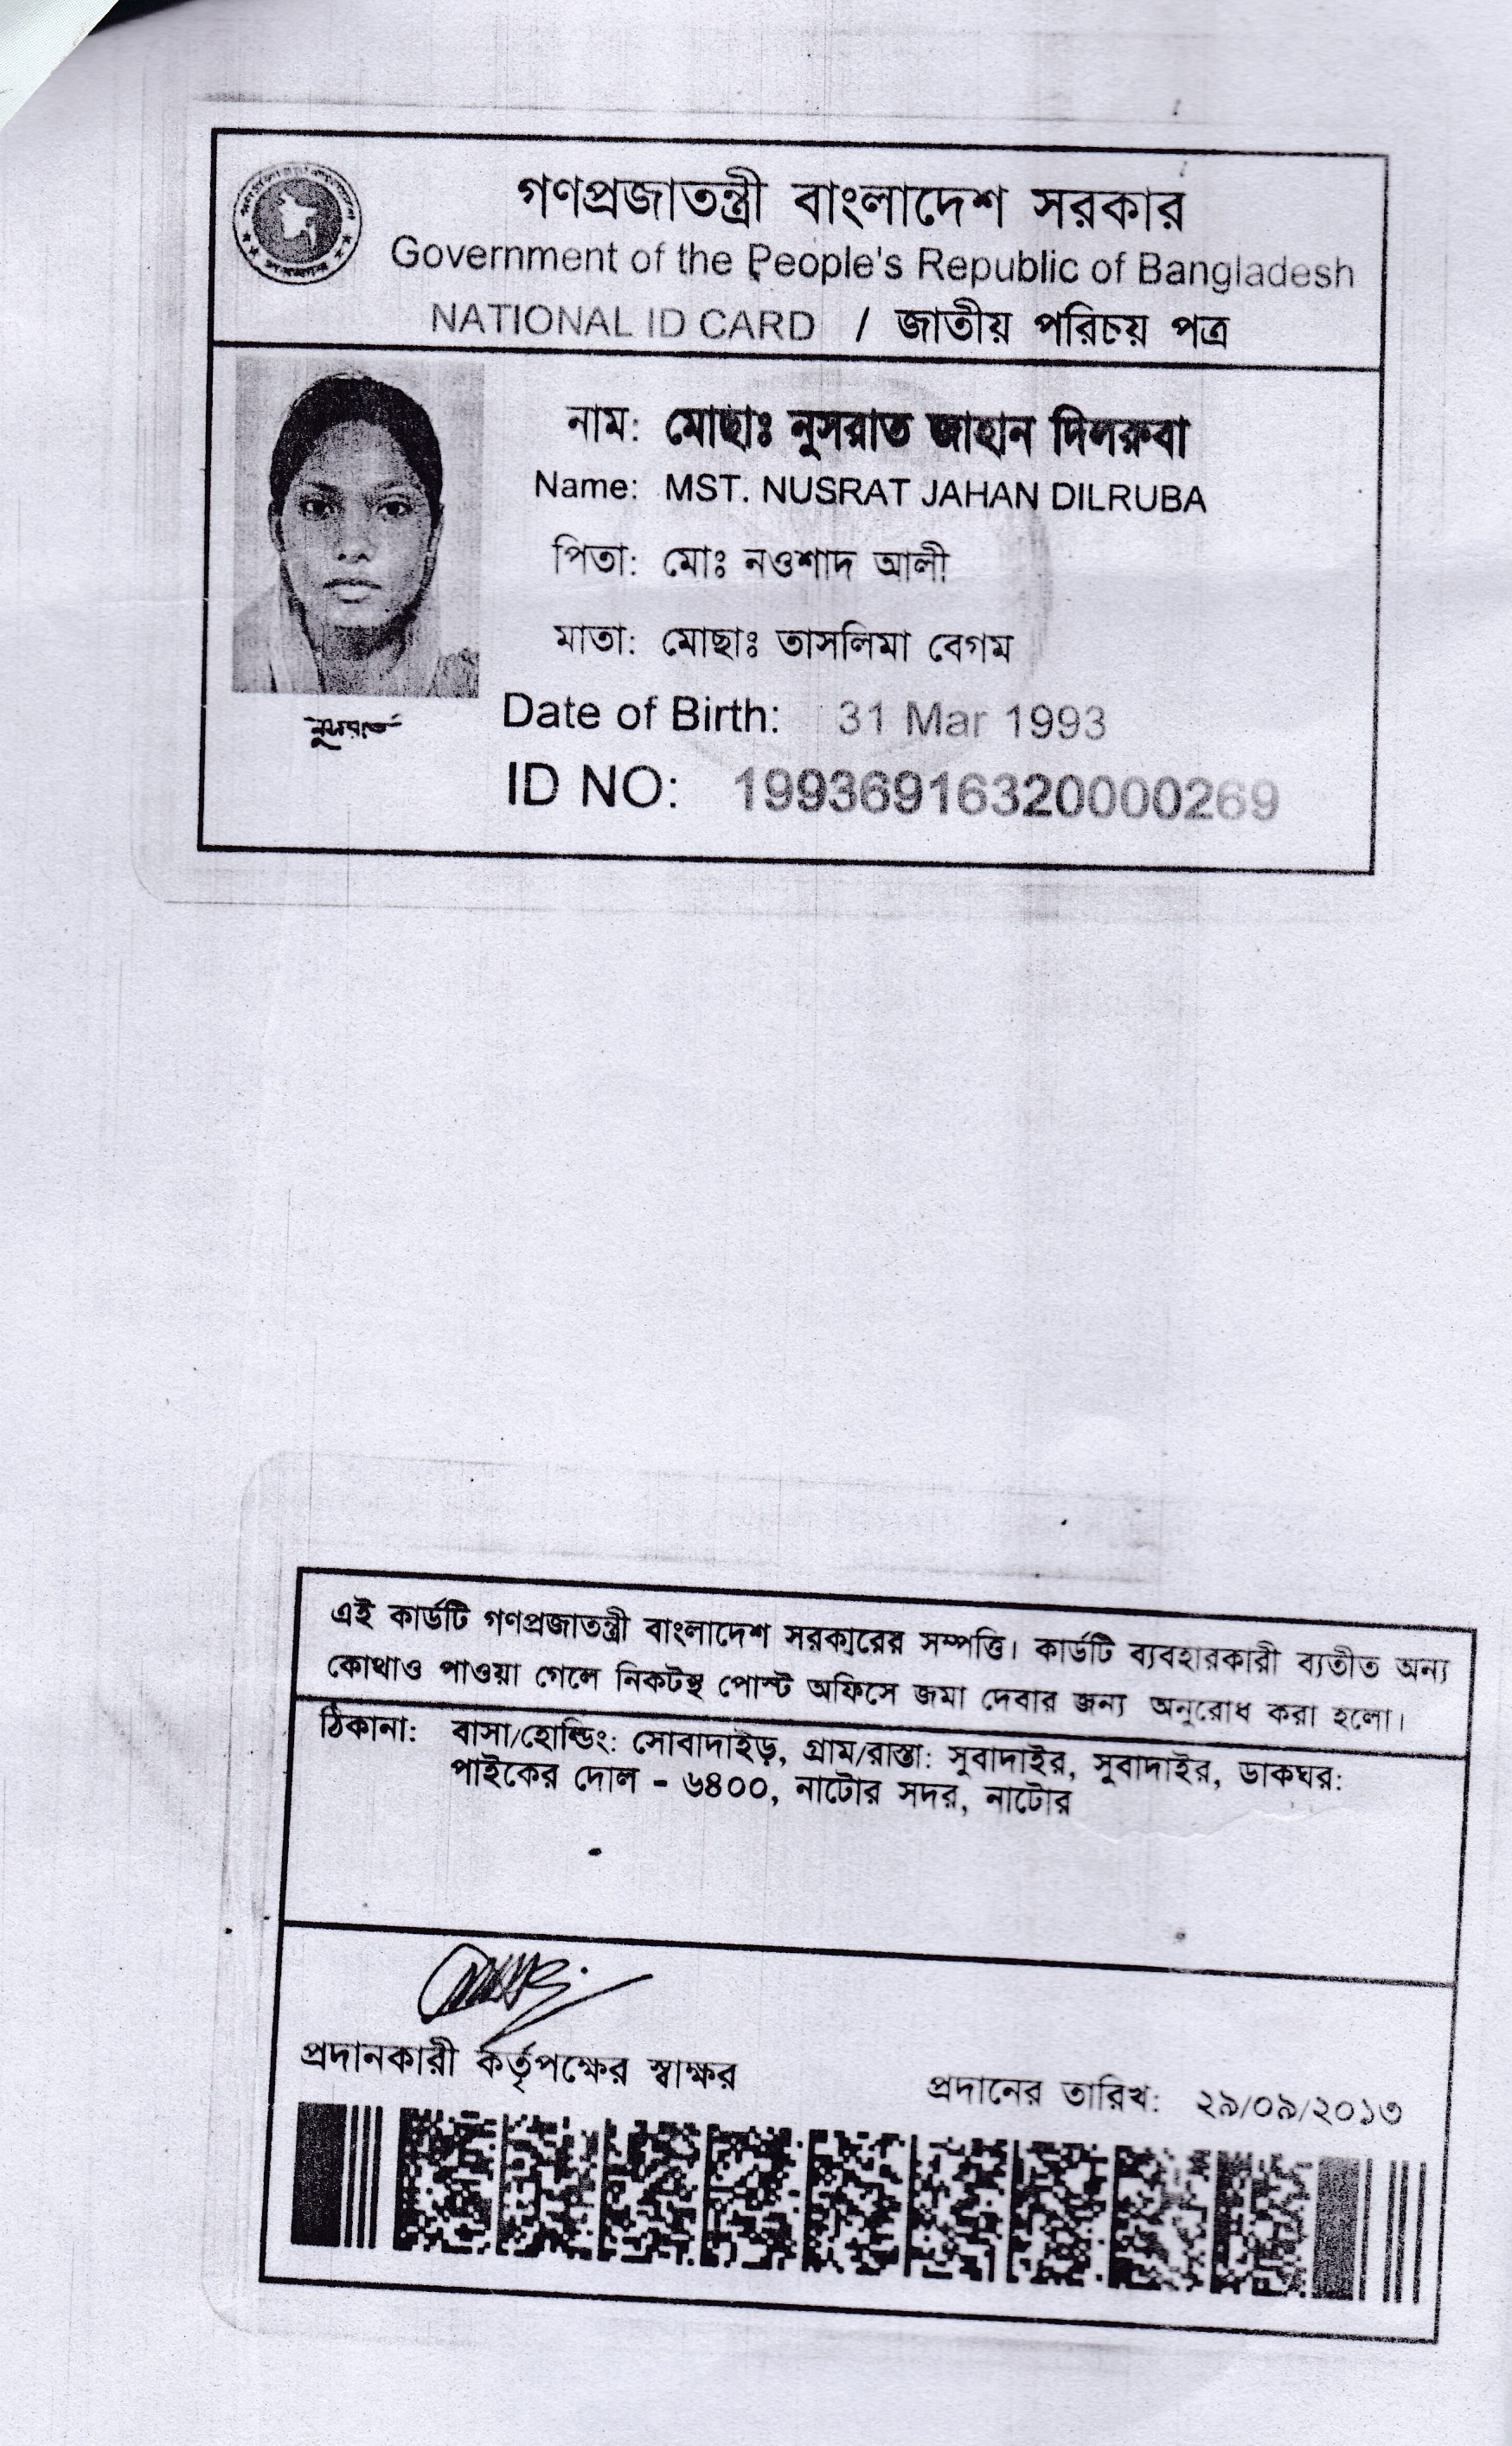 গণপ্রজাতন্ত্রী বাংলাদেশ সরকার
Government of the People's Republic of Bangladesh
NATIONAL ID CARD / জাতীয় পরিচয় পত্র
নাম: মোছাঃ নুসরাত জাহান দিলরুবা
Name: MST. NUSRAT JAHAN DILRUBA
পিতা: মোঃ নওশাদ আলী
মাতা: মোছাঃ তাসলিমা বেগম
নুসরাত
Date of Birth: 31 Mar 1993
ID NO: 19936916320000269
এই কার্ডটি গণপ্রজাতন্ত্রী বাংলাদেশ সরকারের সম্পত্তি। কার্ডটি ব্যবহারকারী ব্যতীত অন্য
কোথাও পাওয়া গেলে নিকটস্থ পোস্ট অফিসে জমা দেবার জন্য অনুরোধ করা হলো।
ঠিকানা: বাসা/হোল্ডিং: সোবাদাইড়, গ্রাম/রাস্তা: সুবাদাইর, সুবাদাইর, ডাকঘর:
পাইকের দোল - ৬৪০০, নাটোর সদর, নাটোর
প্রদানকারী কর্তৃপক্ষের স্বাক্ষর
প্রদানের তারিখ: ২৯/০৯/২০১৩